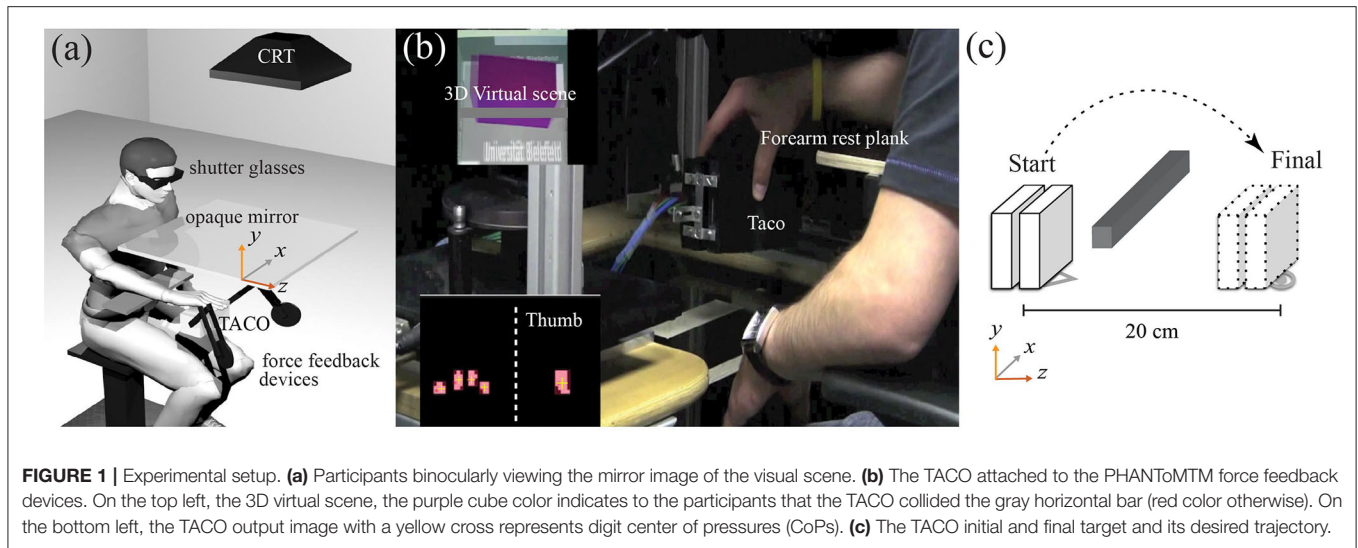 (a)
CRT
shutter glasses
opaque mirror
y
x
z
TACO
force feedback
devices
(b)
3D Virtual scene
Universität Bielefeld
Forearm rest plank
Taco
Thumb
(c)
Start
Final
20 cm
y
x
z
FIGURE 1 | Experimental setup. (a) Participants binocularly viewing the mirror image of the visual scene. (b) The TACO attached to the PHANToMTM force feedback
devices. On the top left, the 3D virtual scene, the purple cube color indicates to the participants that the TACO collided the gray horizontal bar (red color otherwise). On
the bottom left, the TACO output image with a yellow cross represents digit center of pressures (CoPs). (c) The TACO initial and final target and its desired trajectory.